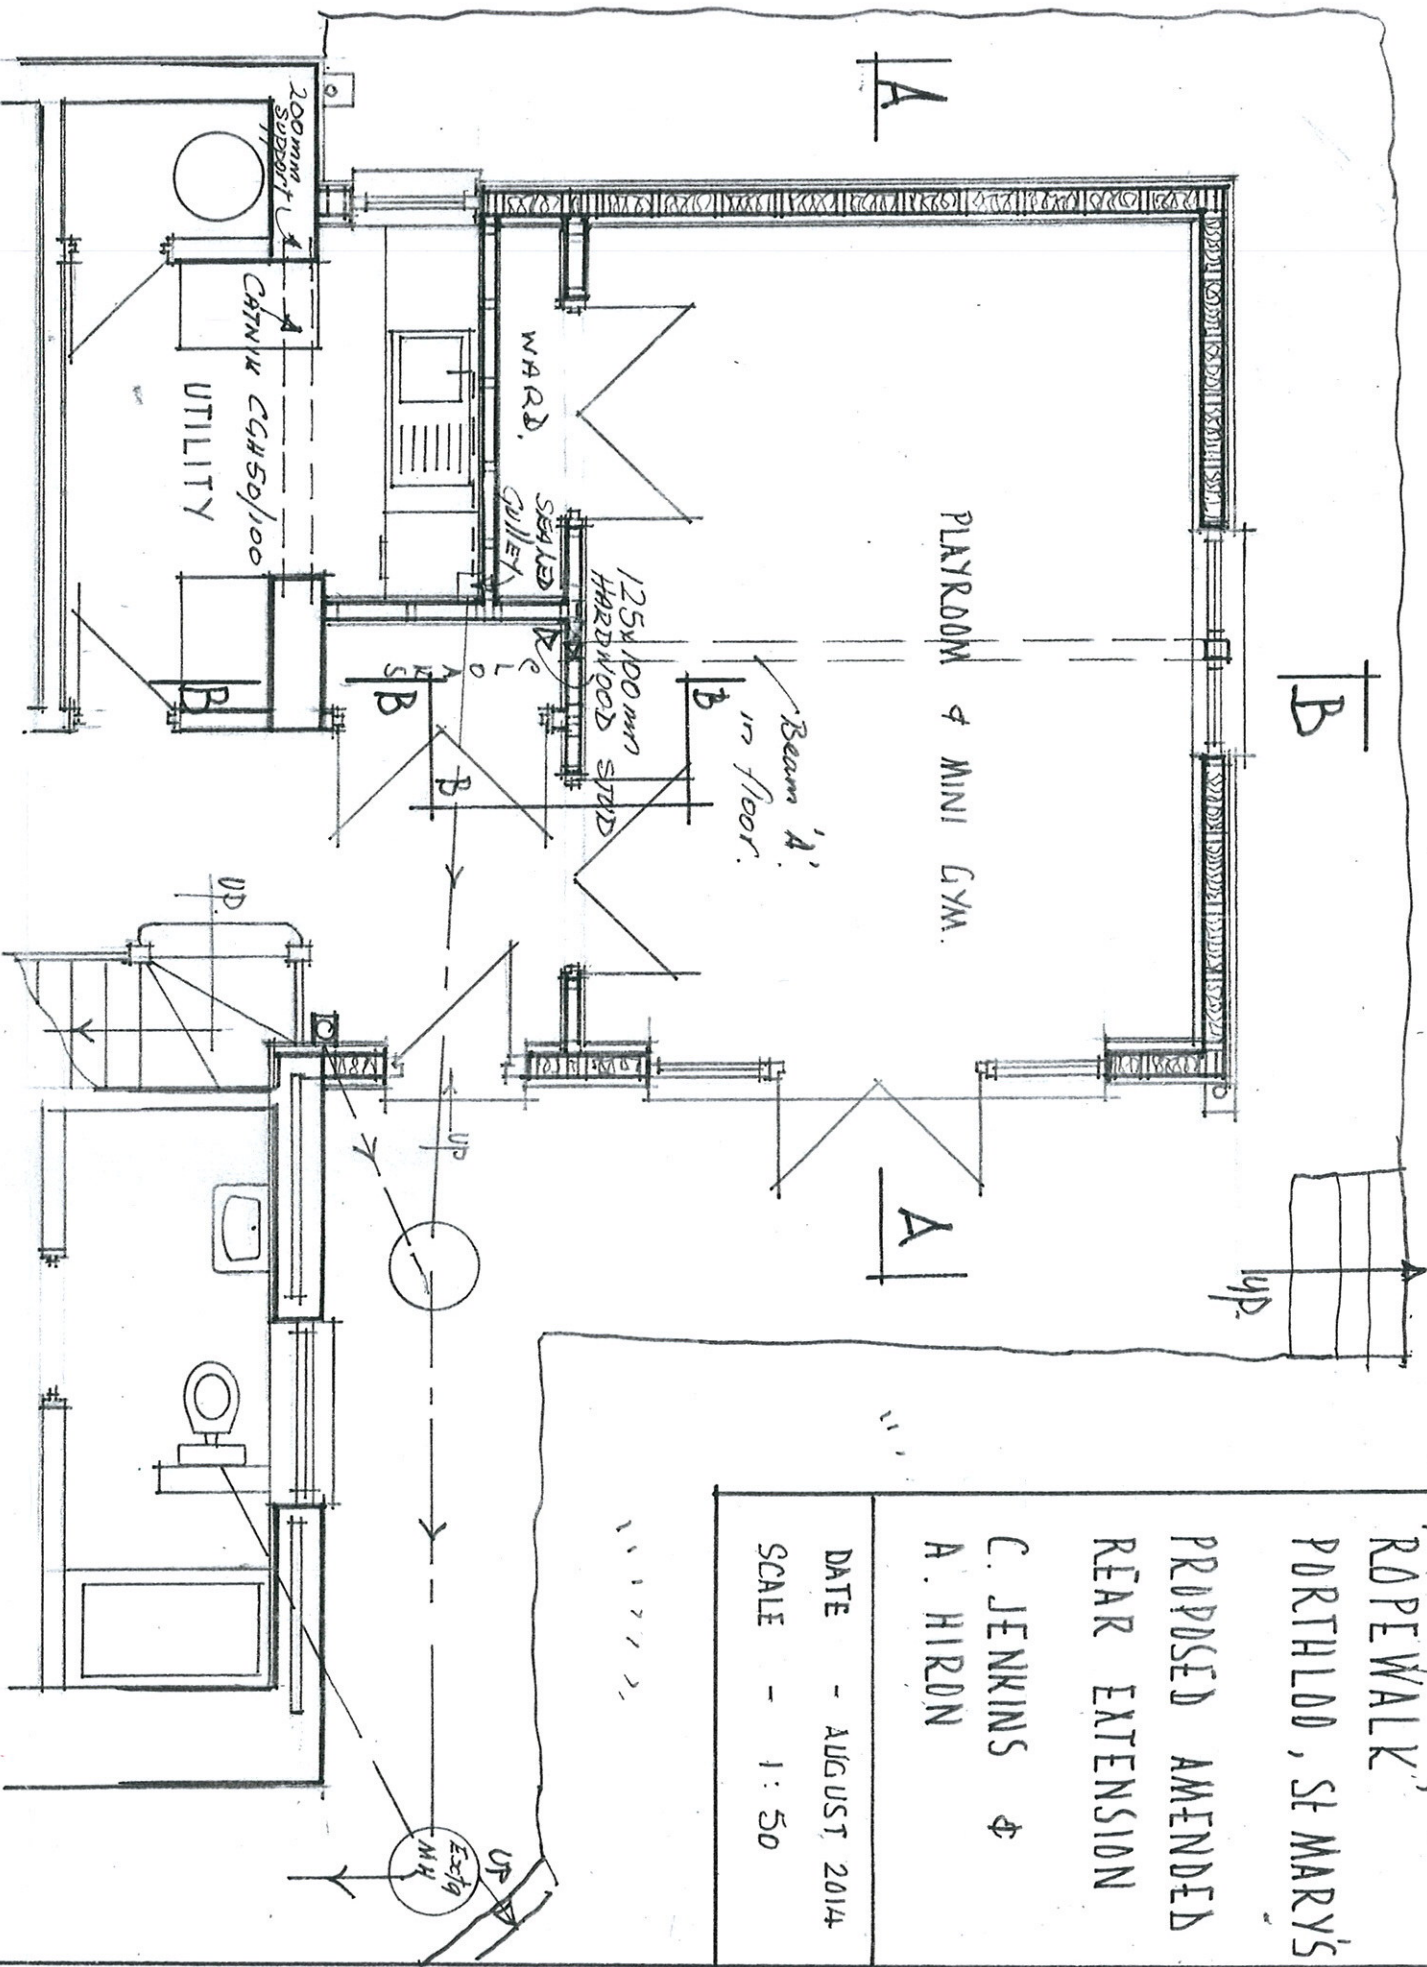 "ROPEWALK"
PORTHLOO, St MARY'S
PROPOSED AMENDED
REAR EXTENSION
C. JENKINS &
A. HIRON
DATE - AUGUST, 2014
SCALE - 1:50
UP.
B
A
A
PLAYROOM & MINI GYM.
Beam 'A'
in floor.
B
125x100mm
HARDWOOD STUD
WARD.
SEALED
GULLEY
CLOAKS
B
B
B
UP
UP
UP
Extg
MH
200mm
SUPPORT
CATNIC CGH50/100
UTILITY